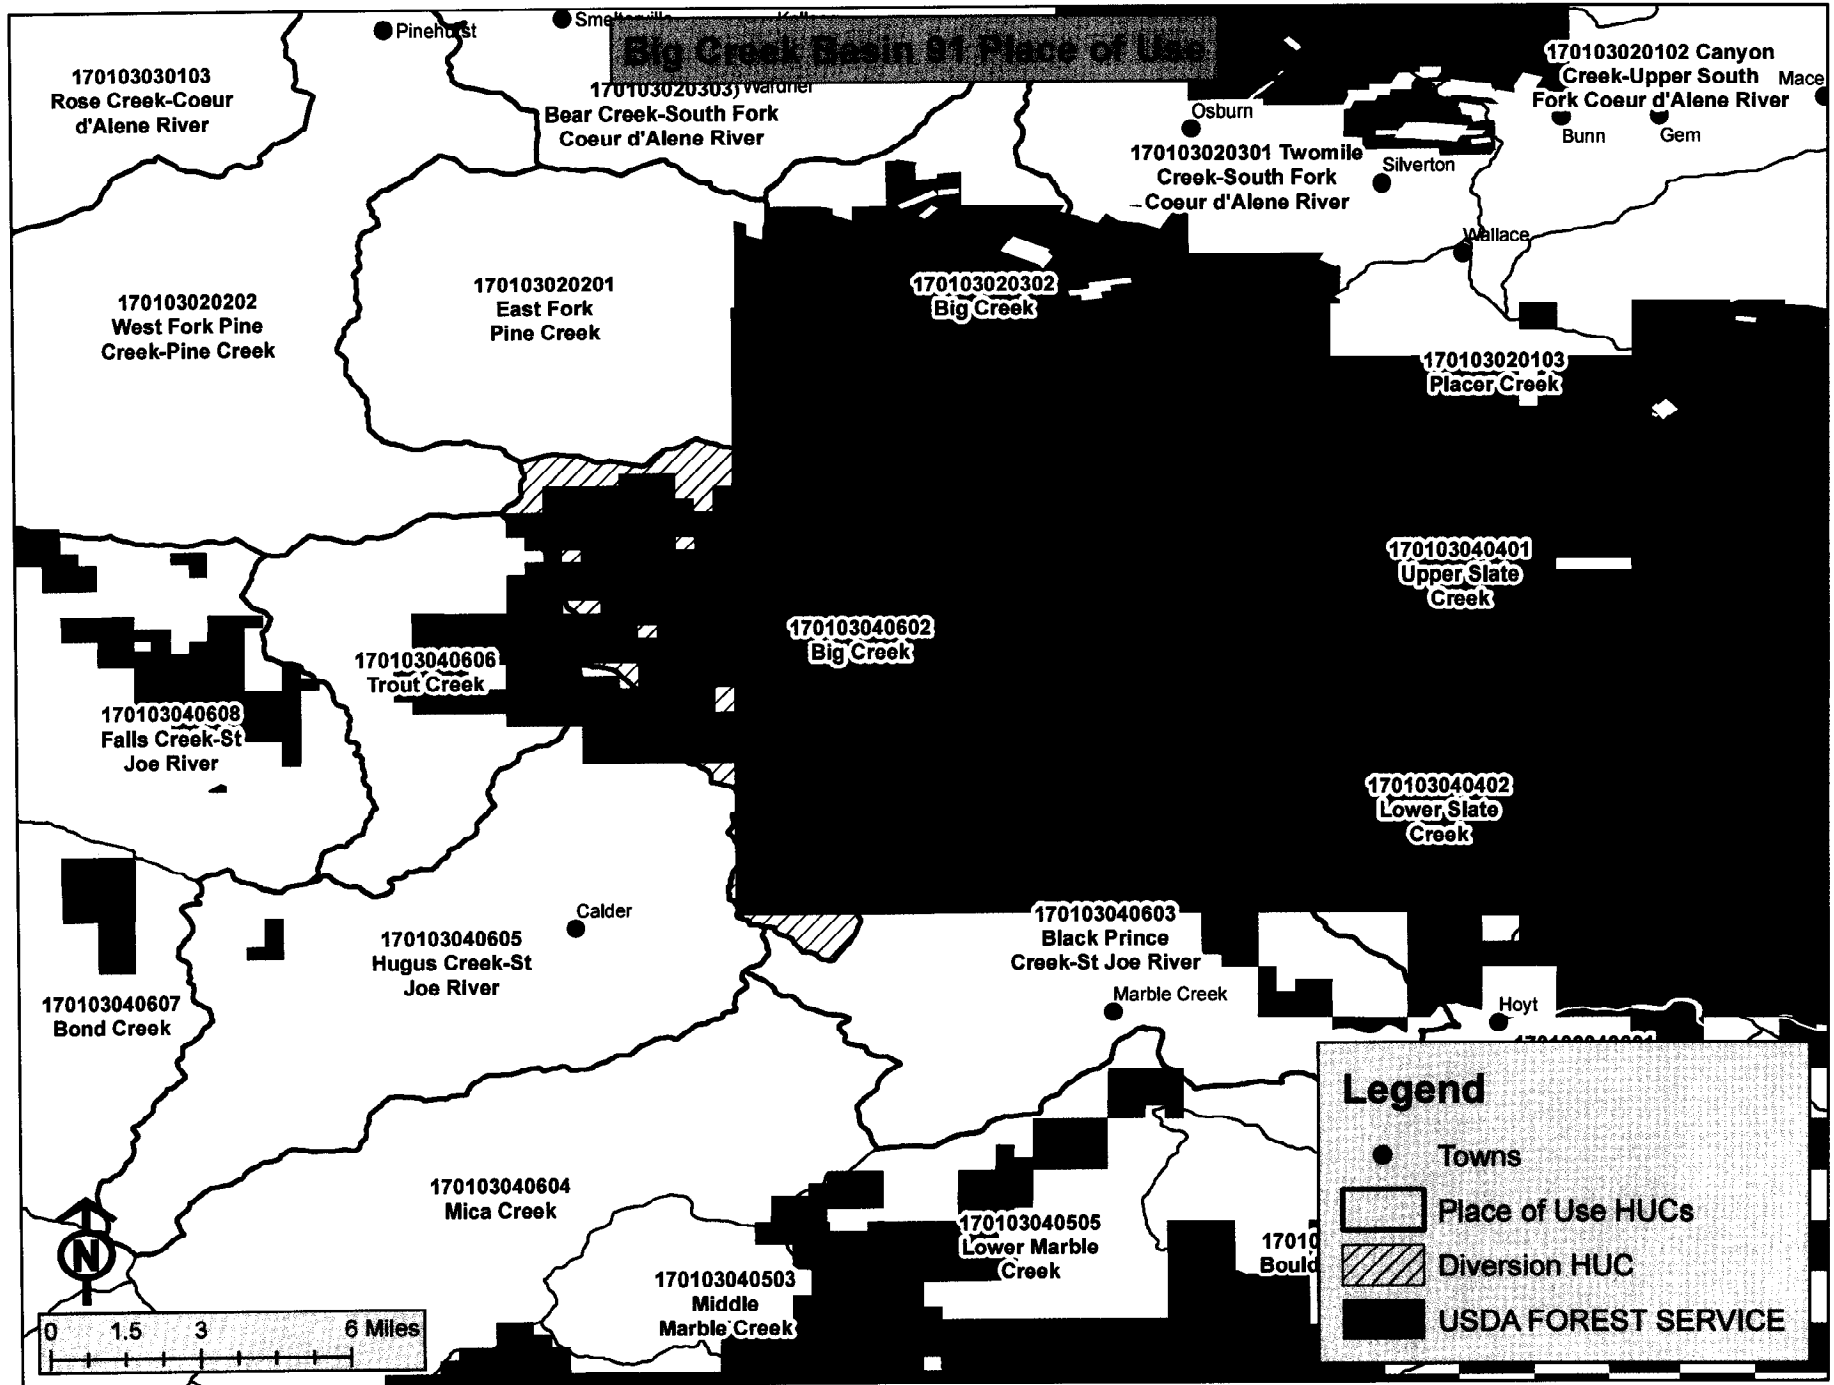 Big Creek Basin 91 Place of Use
Pinehurst
170103030103
Rose Creek-Coeur
d'Alene River
170103020303
Wardner
Bear Creek-South Fork
Coeur d'Alene River
Osburn
170103020301 Twomile
Creek-South Fork
Coeur d'Alene River
Silverton
Wallace
170103020102 Canyon
Creek-Upper South
Fork Coeur d'Alene River
Mace
Bunn
Gem
170103020202
West Fork Pine
Creek-Pine Creek
170103020201
East Fork
Pine Creek
170103020302
Big Creek
170103020103
Placer Creek
170103040401
Upper Slate
Creek
170103040602
Big Creek
170103040606
Trout Creek
170103040608
Falls Creek-St
Joe River
170103040402
Lower Slate
Creek
Calder
170103040605
Hugus Creek-St
Joe River
170103040603
Black Prince
Creek-St Joe River
Marble Creek
Hoyt
170103040607
Bond Creek
170103040604
Mica Creek
170103040505
Lower Marble
Creek
17010
Bould
170103040503
Middle
Marble Creek
N
0 1.5 3 6 Miles
Legend
Towns
Place of Use HUCs
Diversion HUC
USDA FOREST SERVICE